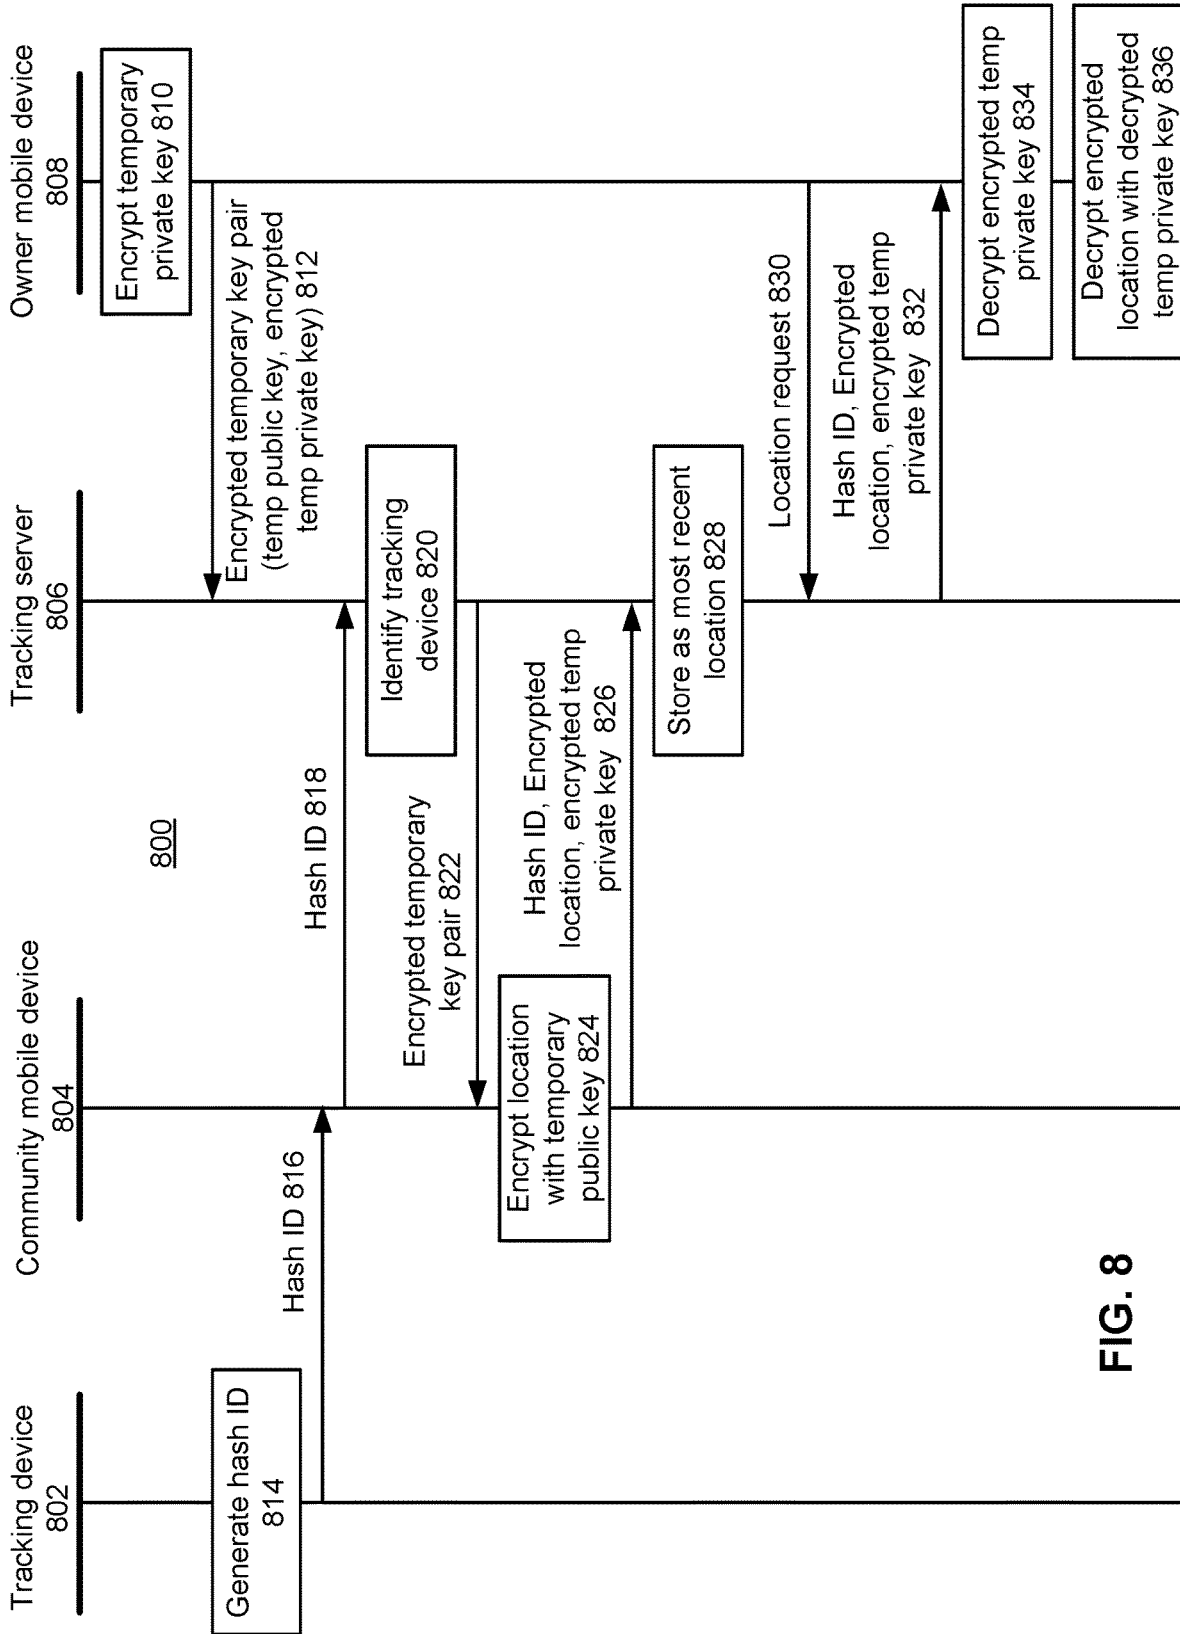 Tracking device
802
Community mobile device
804
Tracking server
806
Owner mobile device
808
Encrypt temporary
private key 810
Encrypted temporary key pair
(temp public key, encrypted
temp private key) 812
800
Generate hash ID
814
Hash ID 816
Hash ID 818
Identify tracking
device 820
Encrypted temporary
key pair 822
Encrypt location
with temporary
public key 824
Hash ID, Encrypted
location, encrypted temp
private key 826
Store as most recent
location 828
Location request 830
Hash ID, Encrypted
location, encrypted temp
private key 832
Decrypt encrypted temp
private key 834
Decrypt encrypted
location with decrypted
temp private key 836
FIG. 8